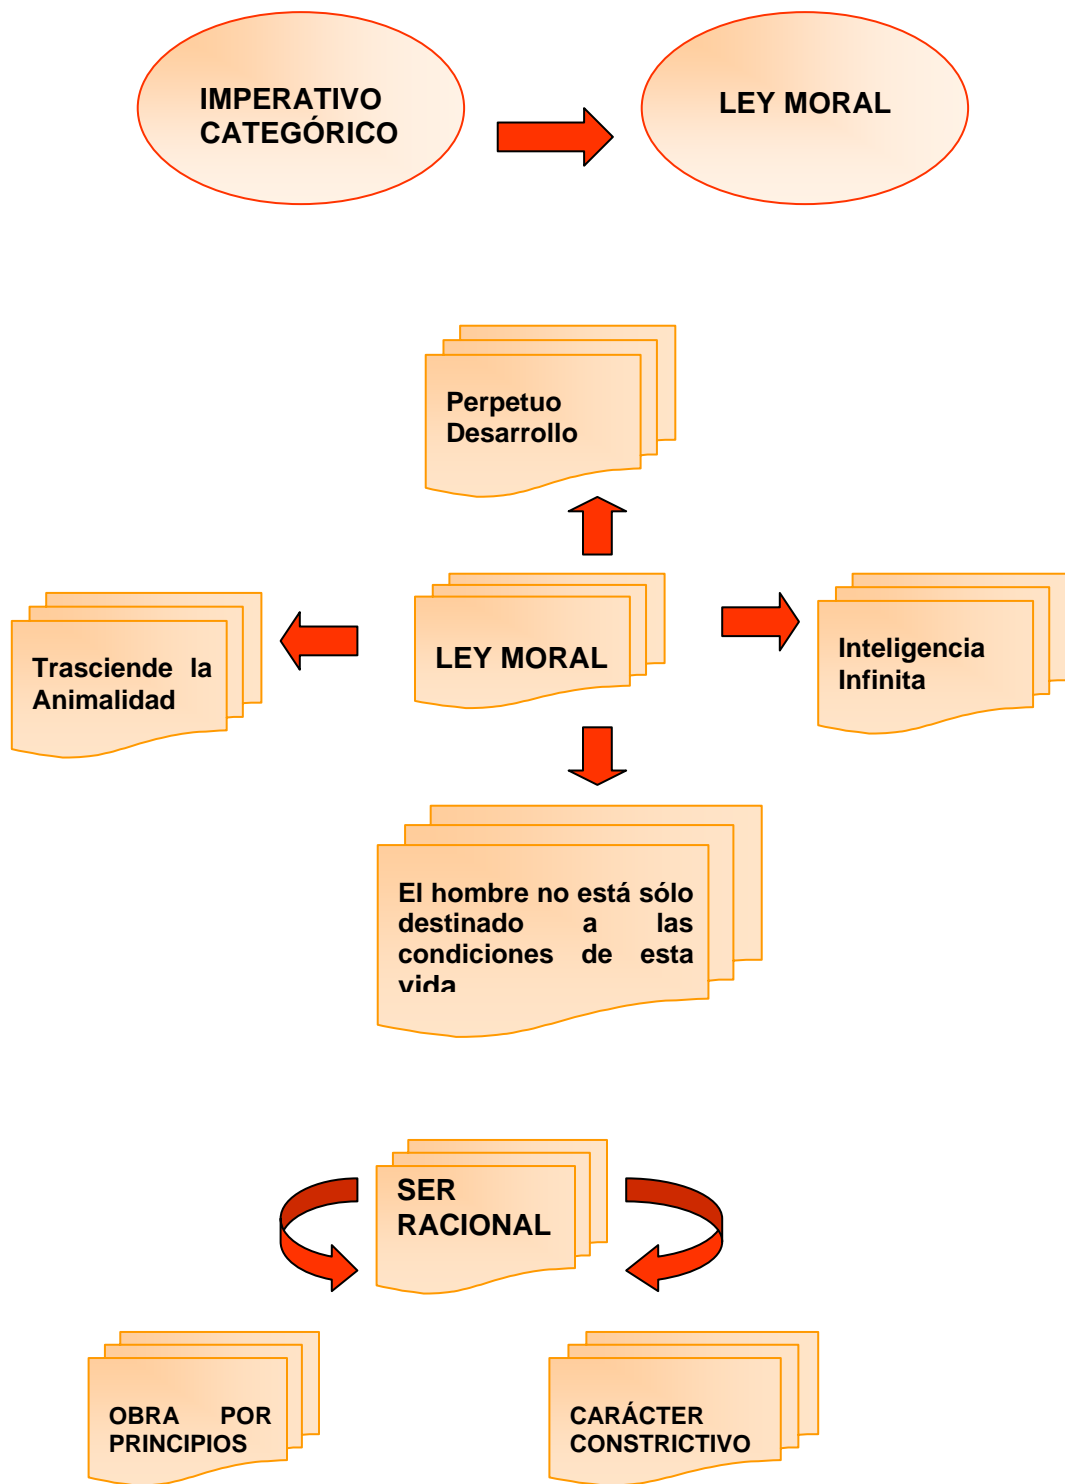 IMPERATIVO
CATEGÓRICO
LEY MORAL
Perpetuo
Desarrollo
Trasciende la
Animalidad
LEY MORAL
Inteligencia
Infinita
El hombre no está sólo
destinado a las
condiciones de esta
vida
SER
RACIONAL
OBRA POR
PRINCIPIOS
CARÁCTER
CONSTRICTIVO